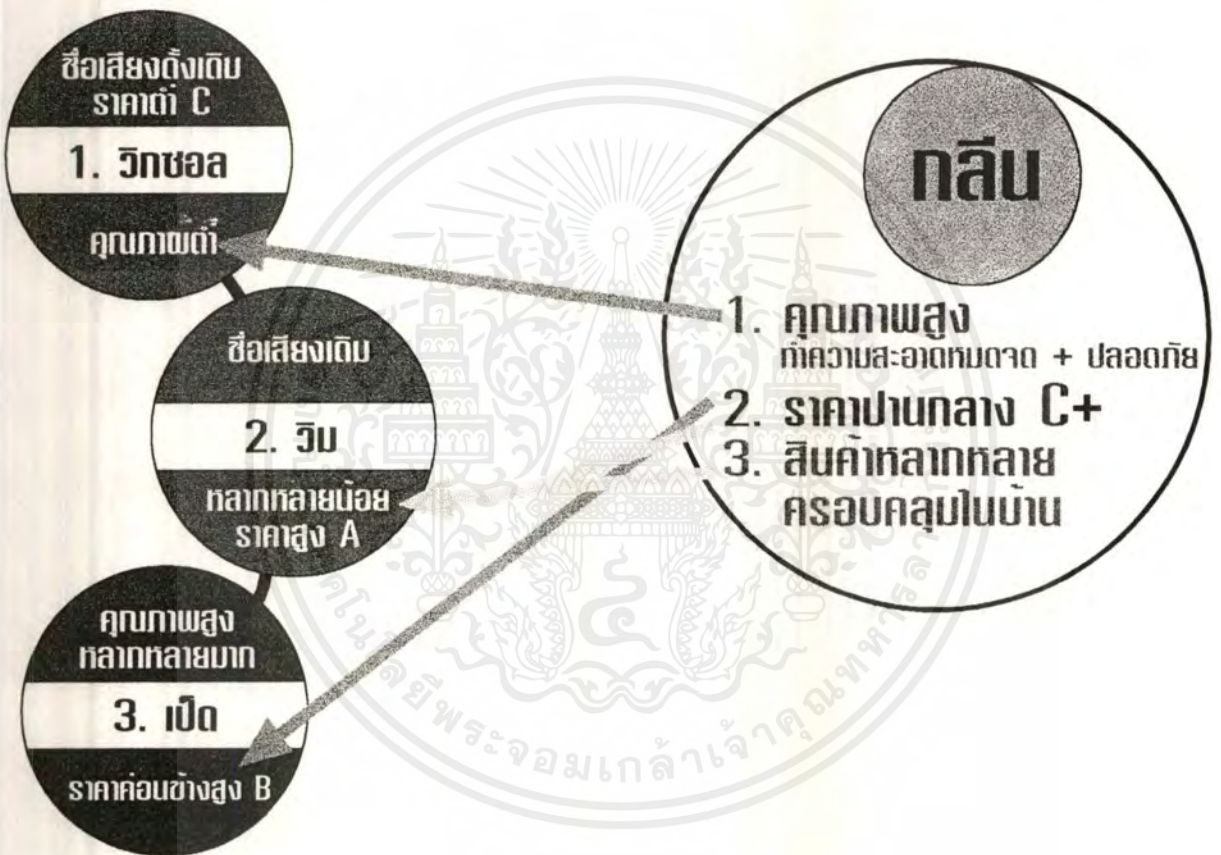 ชื่อเสียงดั้งเดิม
ราคาต่ำ C
1. วิกซอล
คุณภาพต่ำ
ชื่อเสียงเดิม
2. วิม
หลากหลายน้อย
ราคาสูง A
คุณภาพสูง
หลากหลายมาก
3. เป็ด
ราคาค่อนข้างสูง B
กลีน
1. คุณภาพสูง
ทำความสะอาดหมดจด + ปลอดภัย
2. ราคาปานกลาง C+
3. สินค้าหลากหลาย
ครอบคลุมในบ้าน